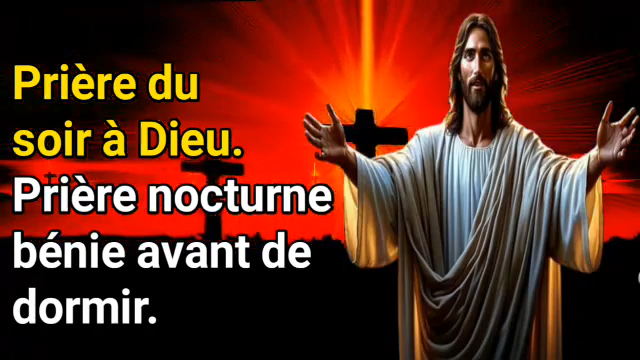 Prière du
soir à Dieu.
Prière nocturne
bénie avant de
dormir.